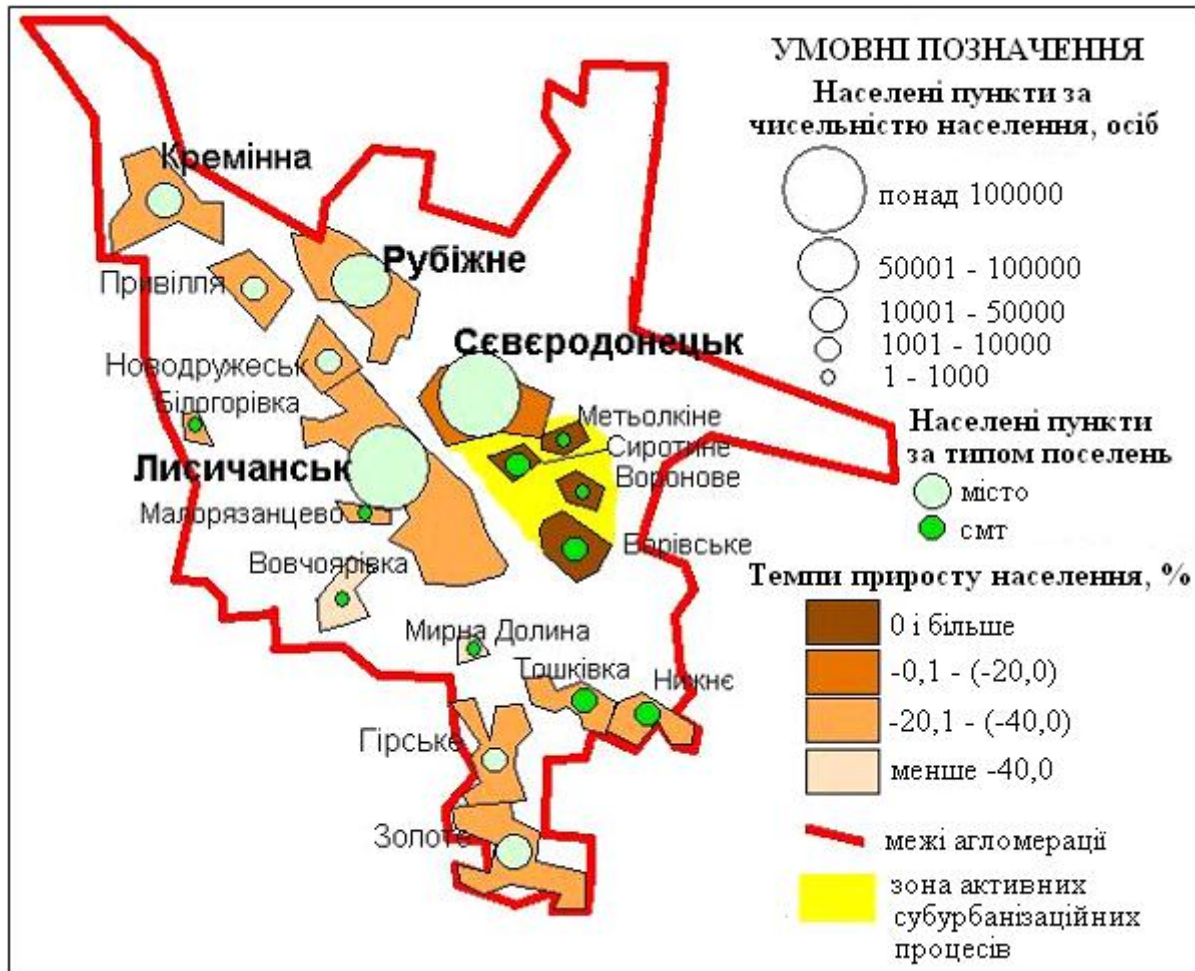 Кремінна
Рубіжне
Привілля
Сєвєродонецьк
Новодружеськ
Білогорівка
Метьолкіне
Сиротине
Лисичанськ
Воронове
Малорязанцево
Борівське
Вовчоярівка
Мирна Долина
Тошківка
Нижнє
Гірське
Золоте
УМОВНІ ПОЗНАЧЕННЯ
Населені пункти за
чисельністю населення, осіб
понад 100000
50001 - 100000
10001 - 50000
1001 - 10000
1 - 1000
Населені пункти
за типом поселень
місто
смт
Темпи приросту населення, %
0 і більше
-0,1 - (-20,0)
-20,1 - (-40,0)
менше -40,0
межі агломерації
зона активних
субурбанізаційних
процесів